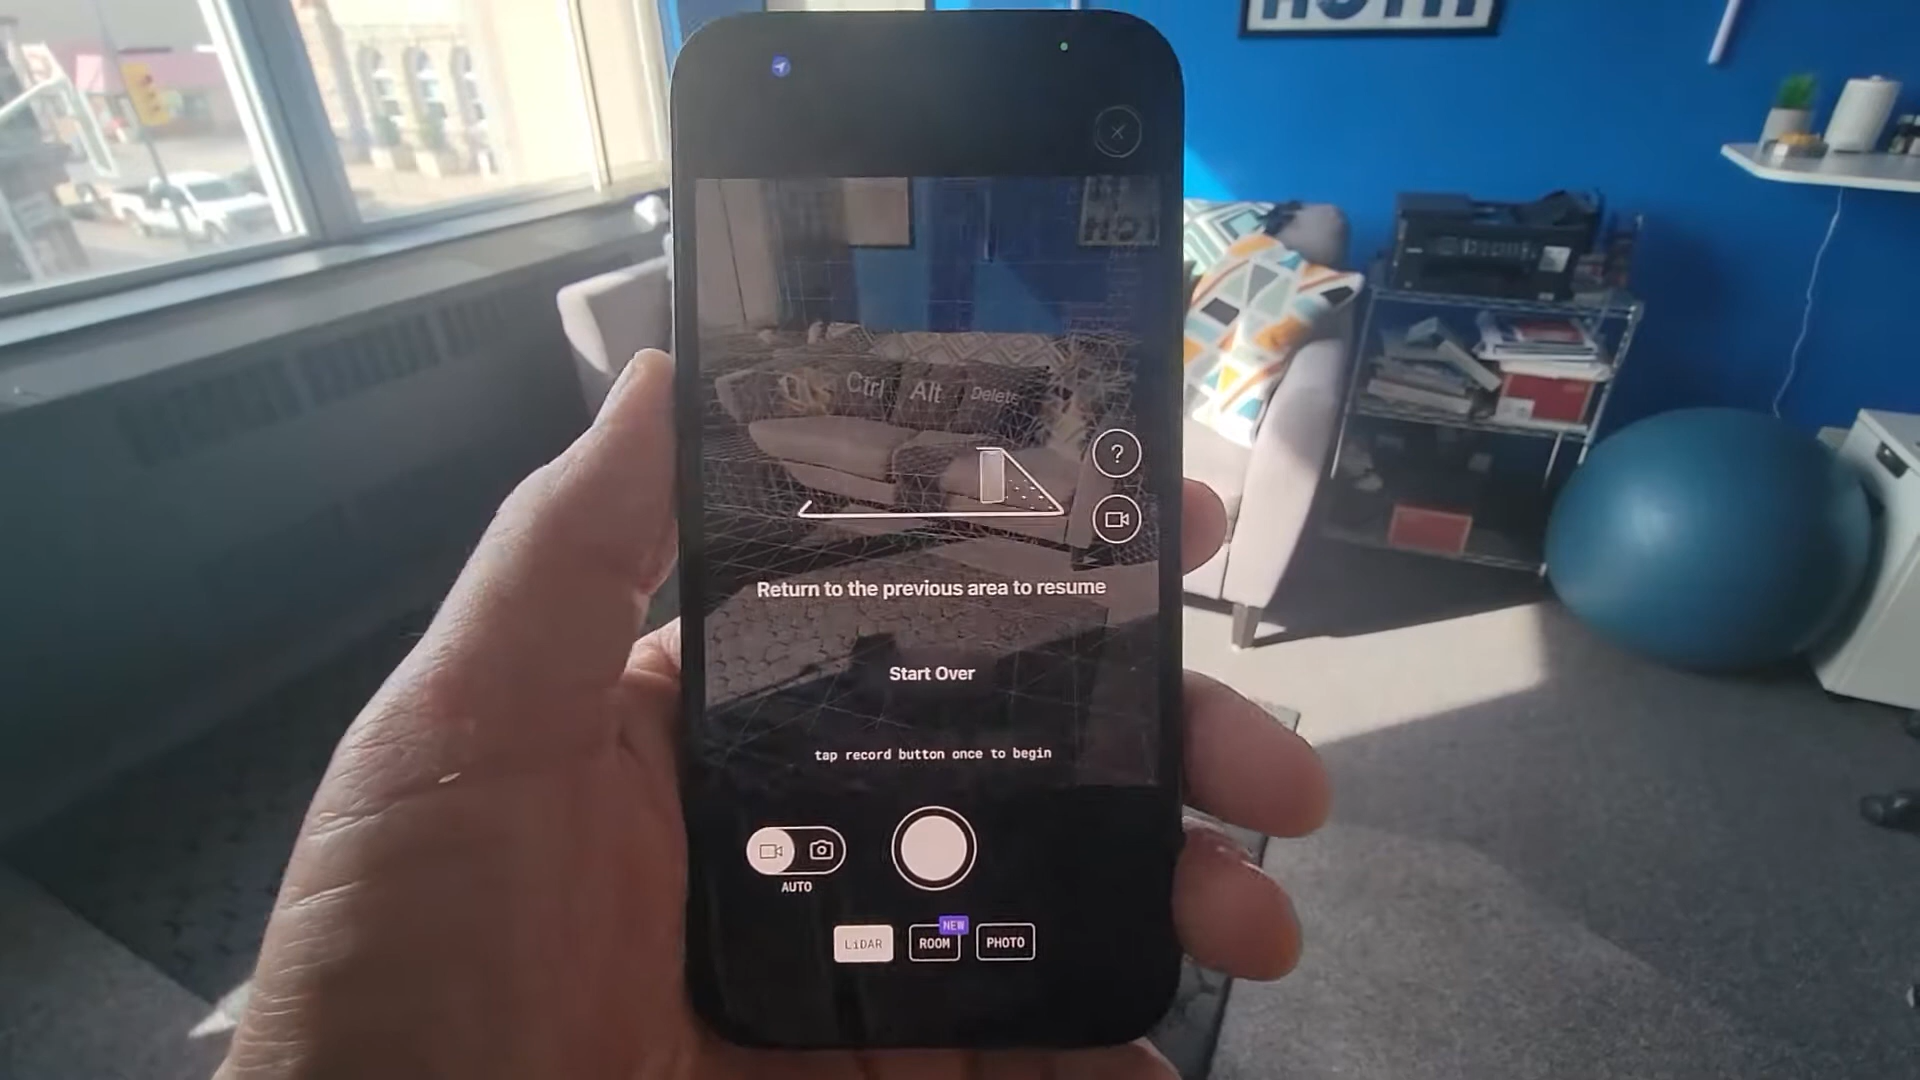 Ctrl Alt Delete
?
Return to the previous area to resume
Start Over
tap record button once to begin
AUTO
NEW
LiDAR ROOM PHOTO